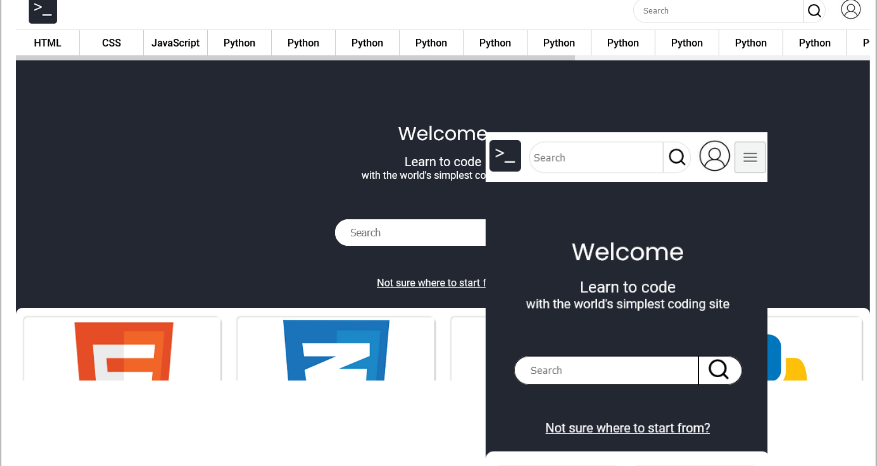 >_
Search
HTML CSS JavaScript Python Python Python Python Python Python Python Python Python Python P
Welcome
Learn to code
with the world's simplest co
Search
Not sure where to start f
>_
Search
Welcome
Learn to code
with the world's simplest coding site
Search
Not sure where to start from?